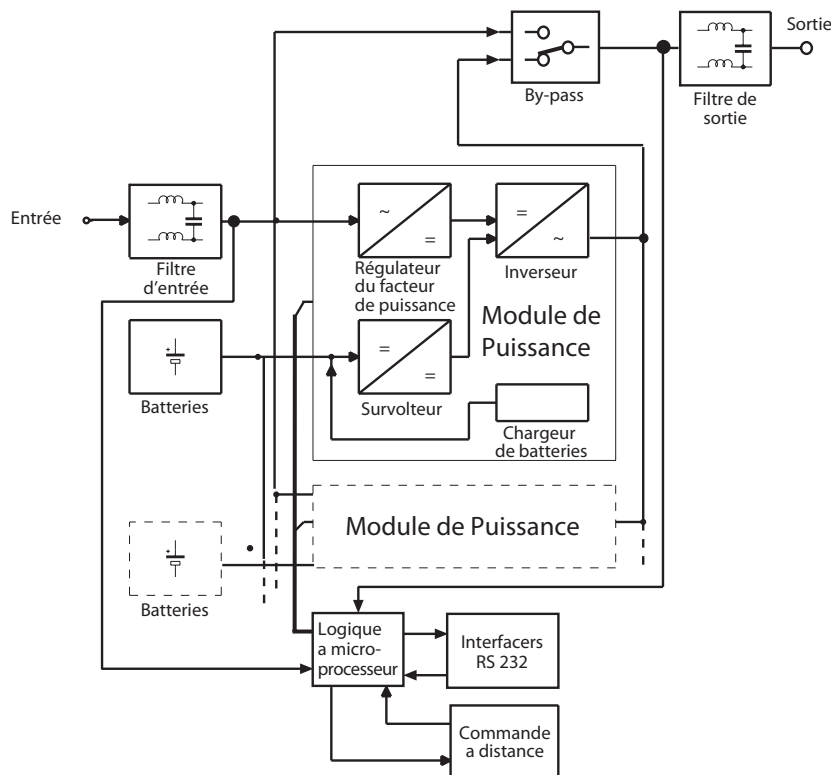 Sortie
By-pass
Filtre de
sortie
Entrée
Filtre
d'entrée
~
=
Régulateur
du facteur
de puissance
=
~
Inverseur
Module de
Puissance
+
Batteries
=
=
Survolteur
Chargeur
de batteries
Module de Puissance
+
Batteries
Logique
a micro-
processeur
Interfacers
RS 232
Commande
a distance